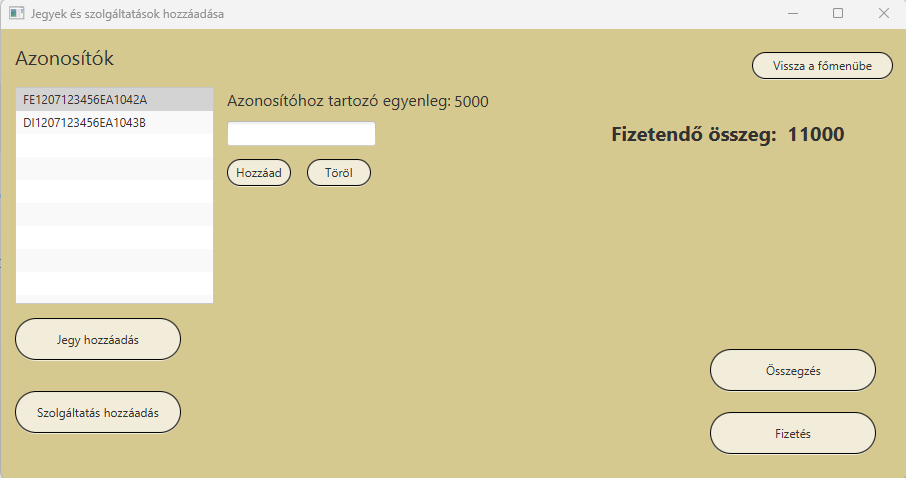 Jegyek és szolgáltatások hozzáadása
Azonosítók
Vissza a főmenübe
FE1207123456EA1042A
DI1207123456EA1043B
Azonosítóhoz tartozó egyenleg: 5000
Fizetendő összeg: 11000
Hozzáad
Töröl
Jegy hozzáadás
Szolgáltatás hozzáadás
Összegzés
Fizetés